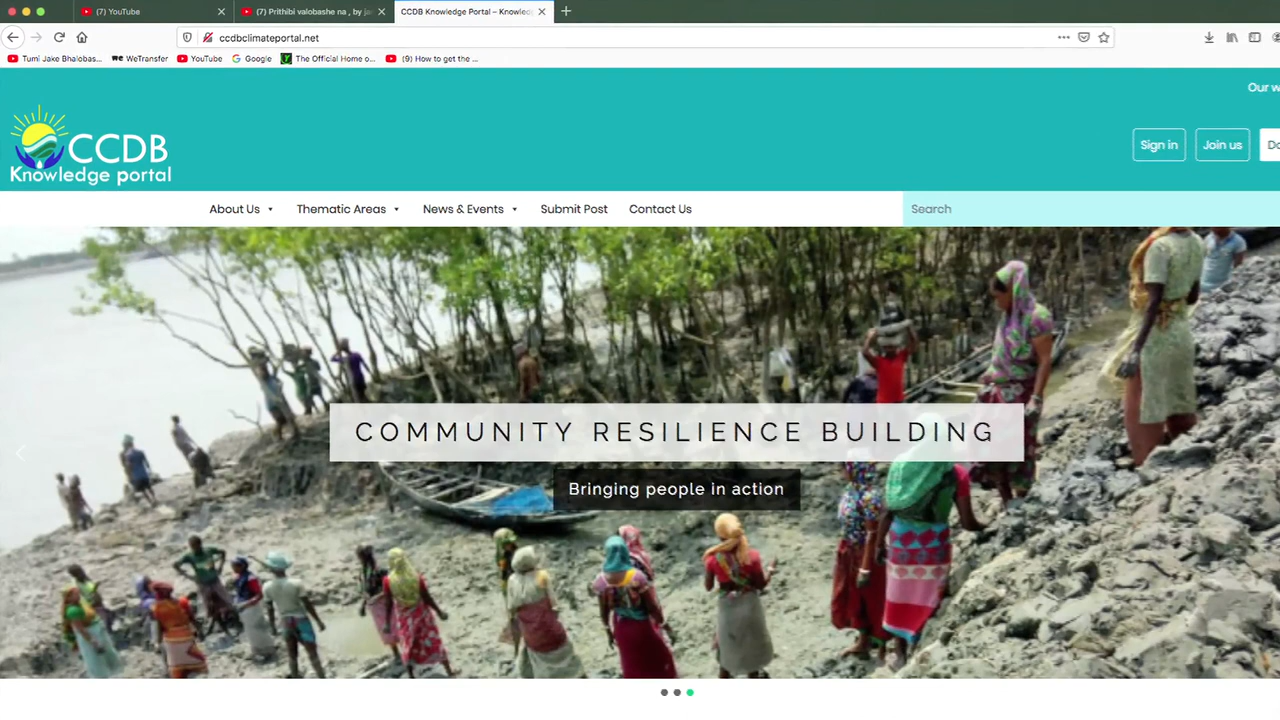 (7) YouTube
(7) Prithibi valobashe na , by ja
CCDB Knowledge Portal – Knowled
ccdbclimateportal.net
Tumi Jake Bhalobas...
WeTransfer
YouTube
Google
The Official Home o...
(9) How to get the ...
Our w
CCDB
Knowledge portal
Sign in
Join us
Do
About Us
Thematic Areas
News & Events
Submit Post
Contact Us
Search
COMMUNITY RESILIENCE BUILDING
Bringing people in action